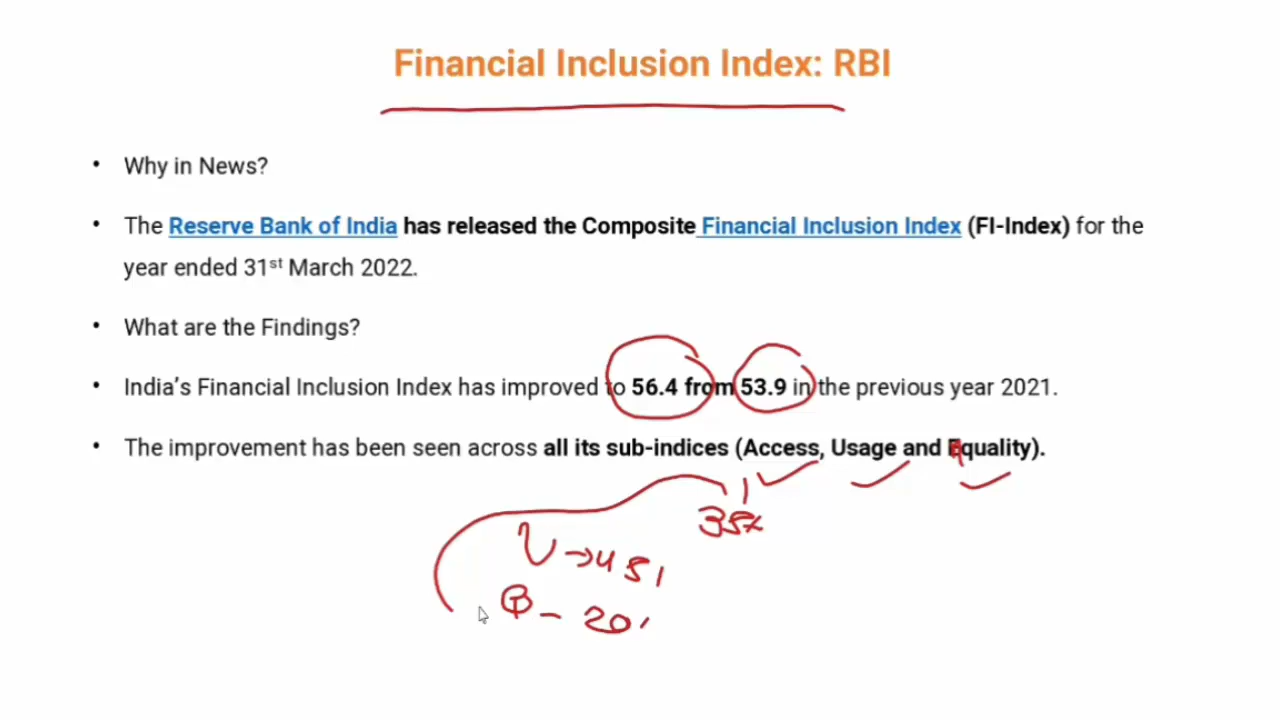 Financial Inclusion Index: RBI
• Why in News?
• The Reserve Bank of India has released the Composite Financial Inclusion Index (FI-Index) for the
year ended 31st March 2022.
• What are the Findings?
• India's Financial Inclusion Index has improved to 56.4 from 53.9 in the previous year 2021.
• The improvement has been seen across all its sub-indices (Access, Usage and Equality).
35%
U → 45%
Q - 20%